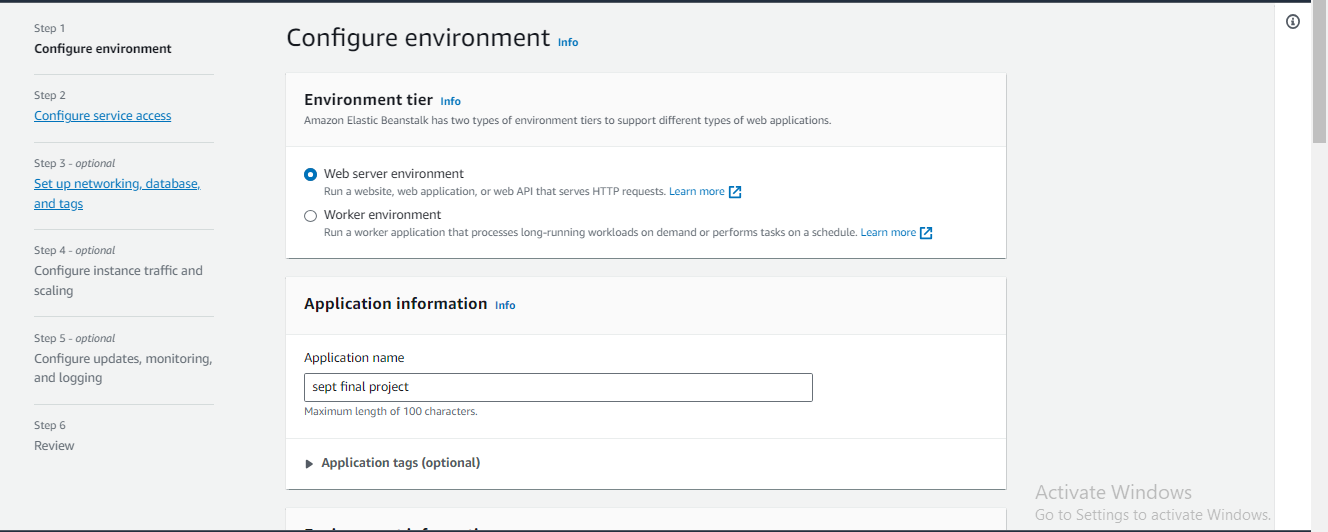 Step 1
Configure environment
Step 2
Configure service access
Step 3 - optional
Set up networking, database,
and tags
Step 4 - optional
Configure instance traffic and
scaling
Step 5 - optional
Configure updates, monitoring,
and logging
Step 6
Review
Configure environment Info
Environment tier Info
Amazon Elastic Beanstalk has two types of environment tiers to support different types of web applications.
Web server environment
Run a website, web application, or web API that serves HTTP requests. Learn more
Worker environment
Run a worker application that processes long-running workloads on demand or performs tasks on a schedule. Learn more
Application information Info
Application name
sept final project
Maximum length of 100 characters.
Application tags (optional)
Activate Windows
Go to Settings to activate Windows.